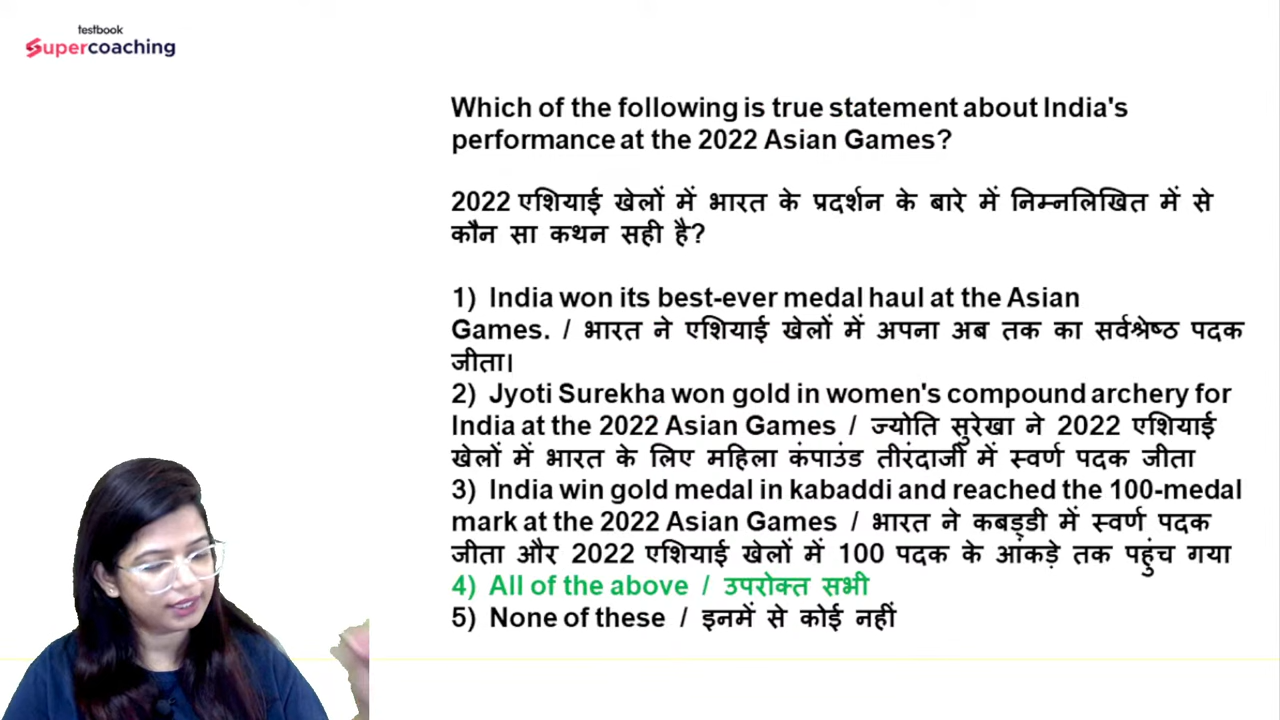 testbook
Supercoaching
Which of the following is true statement about India's
performance at the 2022 Asian Games?
2022 एशियाई खेलों में भारत के प्रदर्शन के बारे में निम्नलिखित में से
कौन सा कथन सही है?
1) India won its best-ever medal haul at the Asian
Games. / भारत ने एशियाई खेलों में अपना अब तक का सर्वश्रेष्ठ पदक
जीता।
2) Jyoti Surekha won gold in women's compound archery for
India at the 2022 Asian Games / ज्योति सुरेखा ने 2022 एशियाई
खेलों में भारत के लिए महिला कंपाउंड तीरंदाजी में स्वर्ण पदक जीता
3) India win gold medal in kabaddi and reached the 100-medal
mark at the 2022 Asian Games / भारत ने कबड्डी में स्वर्ण पदक
जीता और 2022 एशियाई खेलों में 100 पदक के आंकड़े तक पहुंच गया
4) All of the above / उपरोक्त सभी
5) None of these / इनमें से कोई नहीं